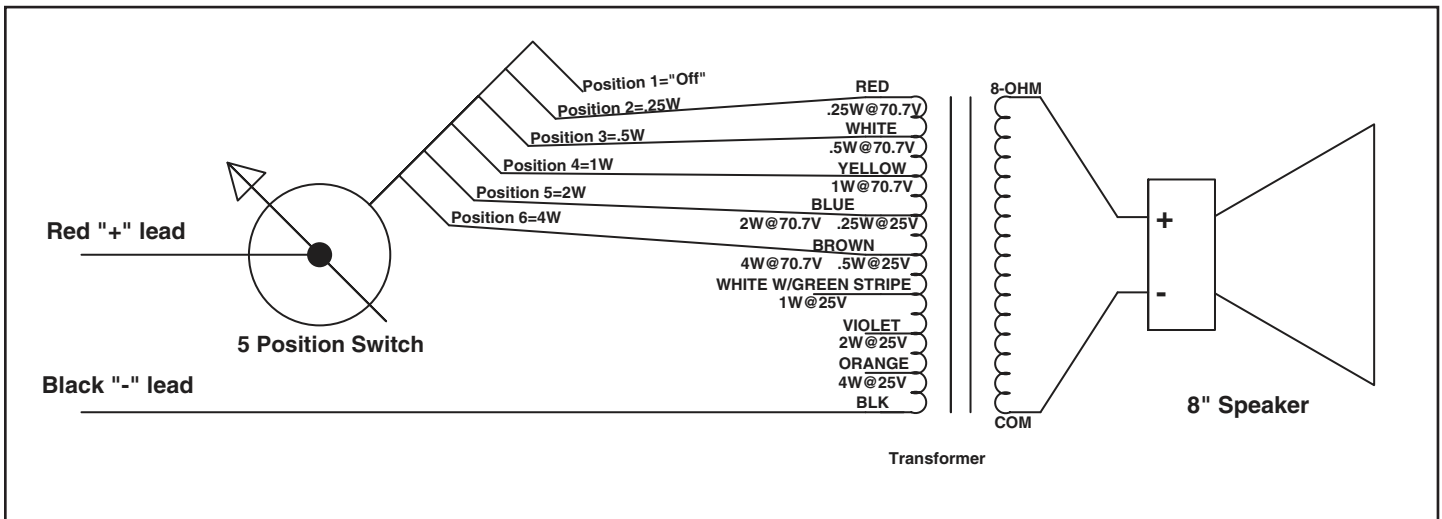 Position 1="Off"
Position 2=.25W
Position 3=.5W
Position 4=1W
Position 5=2W
Position 6=4W
Red "+" lead
5 Position Switch
Black "-" lead
RED
.25W@70.7V
WHITE
.5W@70.7V
YELLOW
1W@70.7V
BLUE
2W@70.7V .25W@25V
BROWN
4W@70.7V .5W@25V
WHITE W/GREEN STRIPE
1W@25V
VIOLET
2W@25V
ORANGE
4W@25V
BLK
8-OHM
COM
Transformer
+
-
8" Speaker